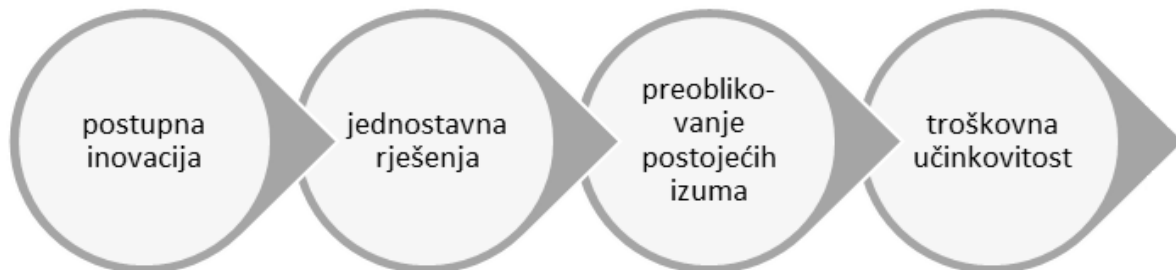 postupna
inovacija
jednostavna
rješenja
preobliko-
vanje
postojećih
izuma
troškovna
učinkovitost